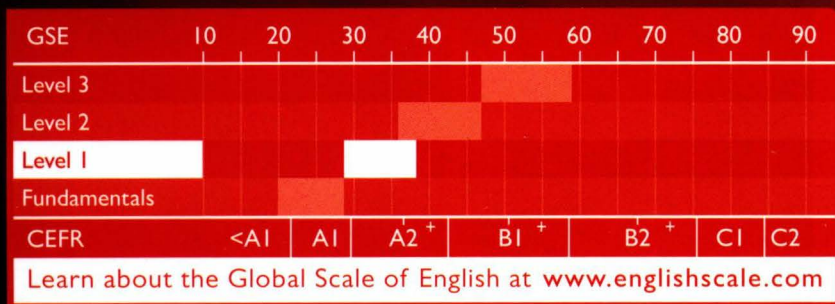 GSE 10 20 30 40 50 60 70 80 90
Level 3
Level 2
Level 1
Fundamentals
CEFR <A1 A1 A2 + B1 + B2 + C1 C2
Learn about the Global Scale of English at www.englishscale.com